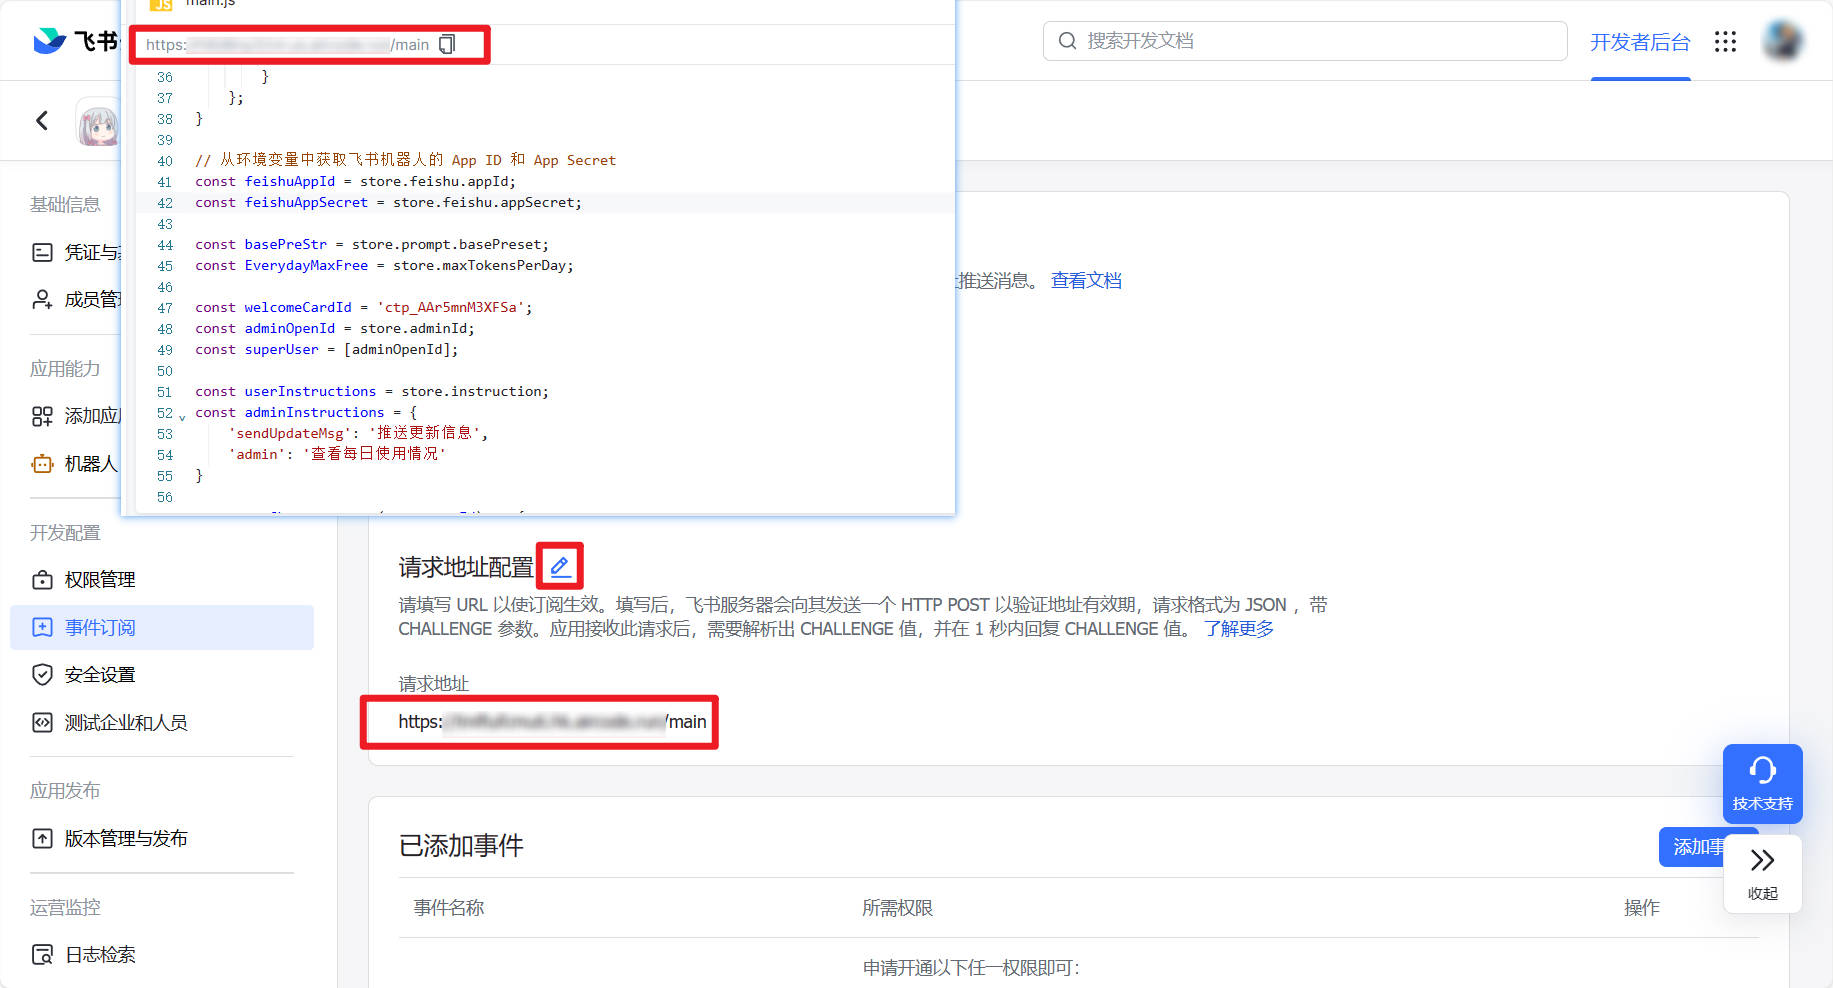 main.js
飞书
https:
/main
搜索开发文档
开发者后台
36 }
37 };
38 }
39
40 // 从环境变量中获取飞书机器人的 App ID 和 App Secret
41 const feishuAppId = store.feishu.appId;
42 const feishuAppSecret = store.feishu.appSecret;
43
44 const basePreStr = store.prompt.basePreset;
45 const EverydayMaxFree = store.maxTokensPerDay;
46
47 const welcomeCardId = 'ctp_AAr5mnM3XFSa';
48 const adminOpenId = store.adminId;
49 const superUser = [adminOpenId];
50
51 const userInstructions = store.instruction;
52 const adminInstructions = {
53 'sendUpdateMsg': '推送更新信息',
54 'admin': '查看每日使用情况'
55 }
56
基础信息
凭证与
成员管
应用能力
添加应
机器人
开发配置
权限管理
事件订阅
安全设置
测试企业和人员
应用发布
版本管理与发布
运营监控
日志检索
推送消息。 查看文档
请求地址配置
请填写 URL 以使订阅生效。填写后，飞书服务器会向其发送一个 HTTP POST 以验证地址有效期，请求格式为 JSON ，带
CHALLENGE 参数。应用接收此请求后，需要解析出 CHALLENGE 值，并在 1 秒内回复 CHALLENGE 值。 了解更多
请求地址
https:
/main
已添加事件
添加事
事件名称 所需权限 操作
申请开通以下任一权限即可：
技术支持
收起